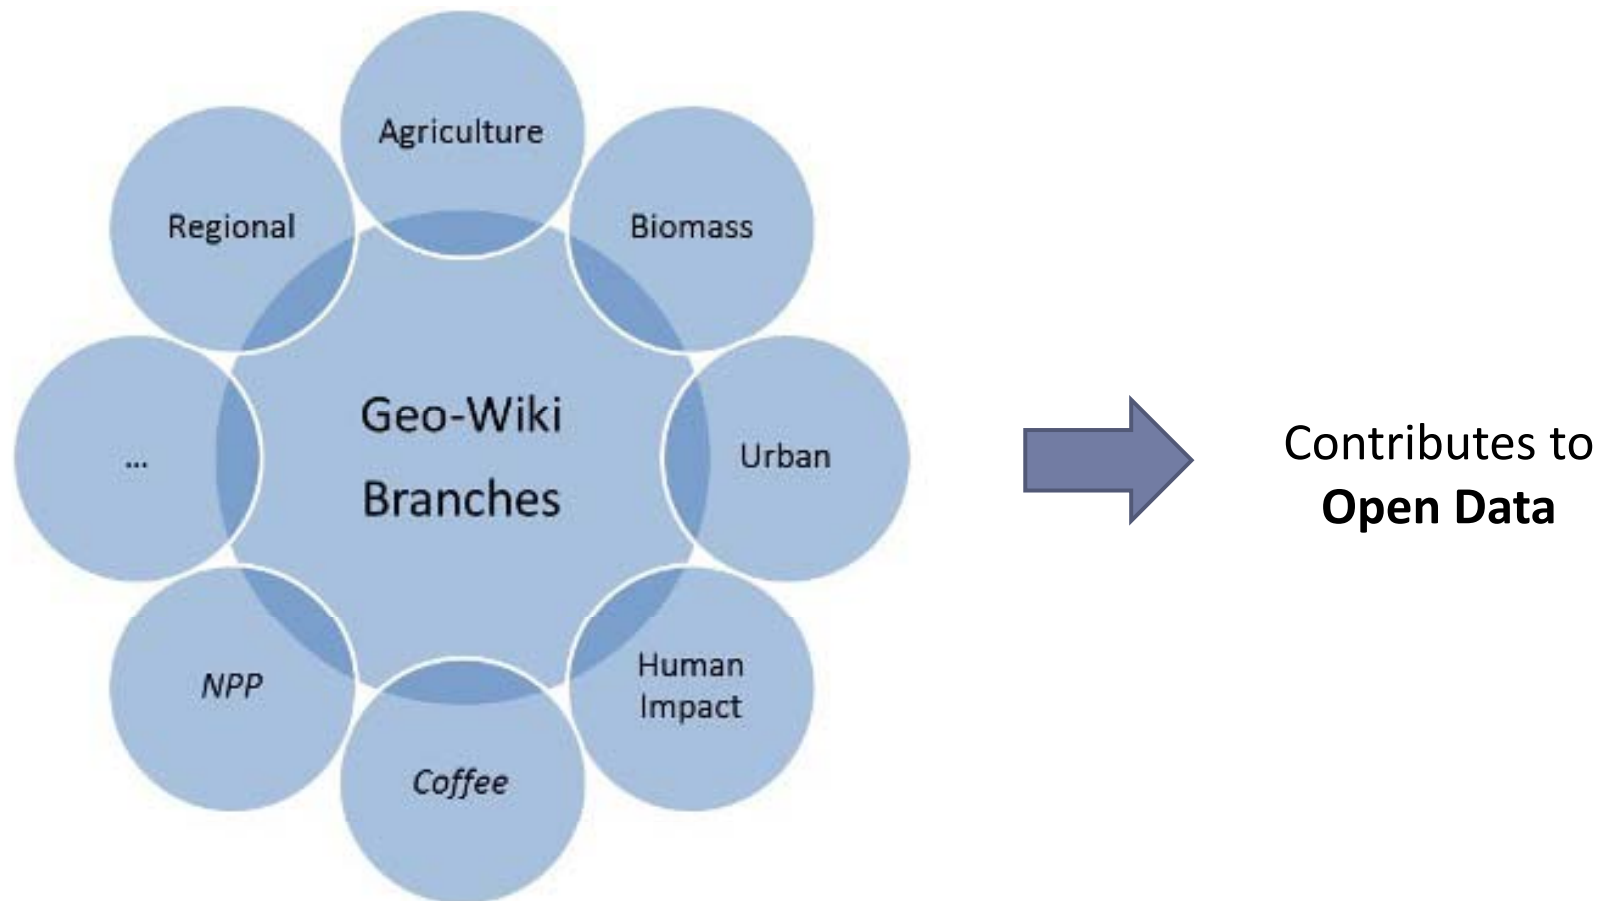 Agriculture
Biomass
Urban
Human
Impact
Coffee
NPP
...
Regional
Geo-Wiki
Branches
Contributes to
Open Data